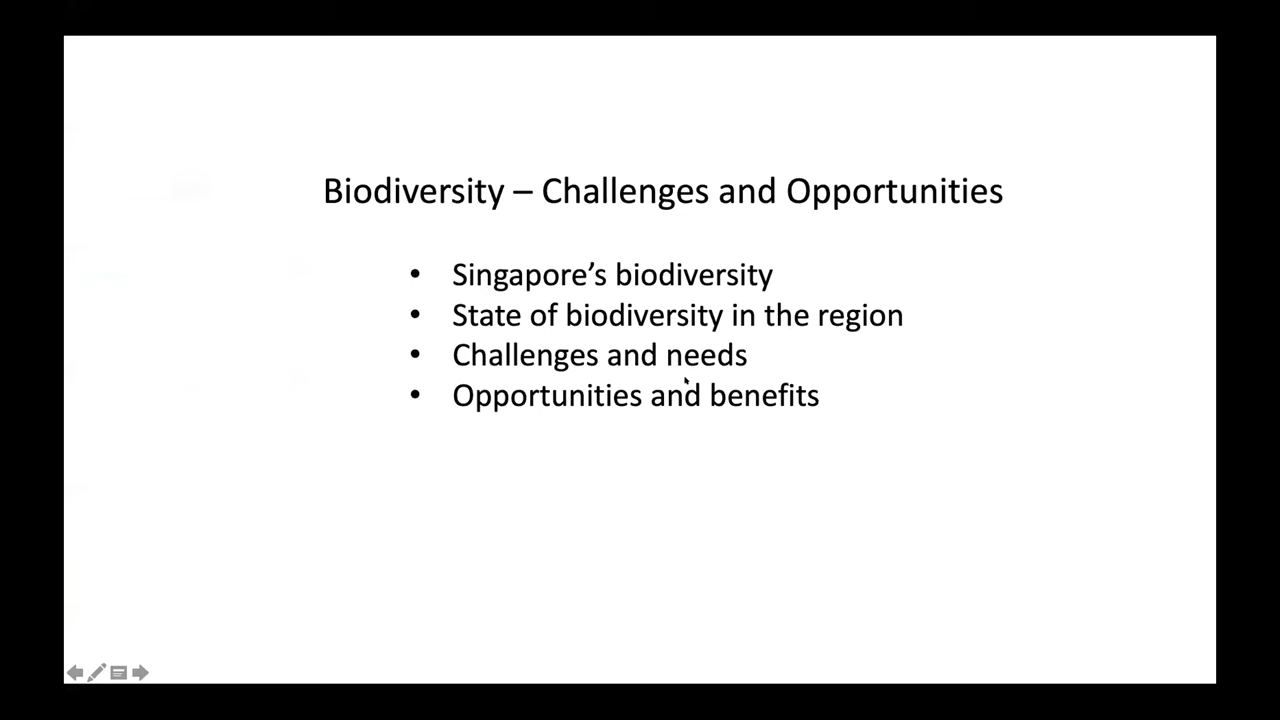 Biodiversity – Challenges and Opportunities
• Singapore’s biodiversity
• State of biodiversity in the region
• Challenges and needs
• Opportunities and benefits